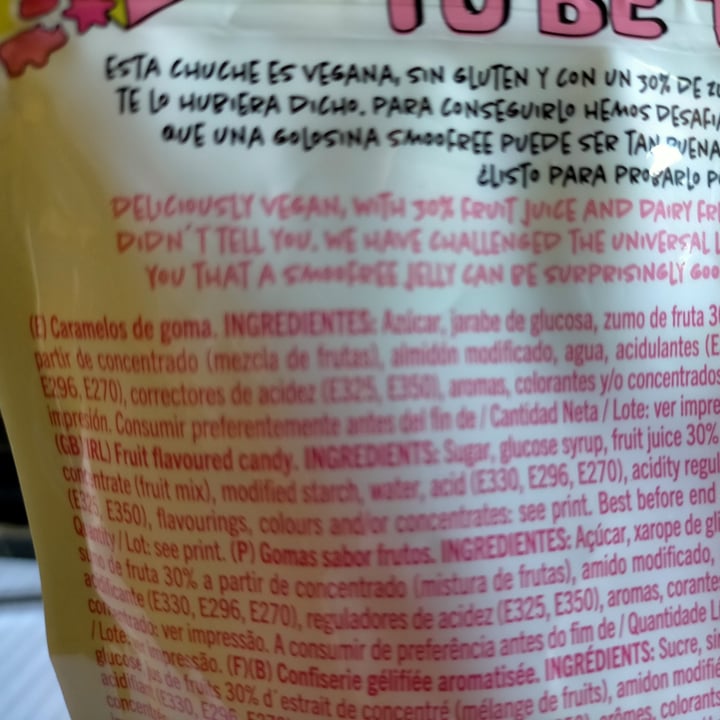 TO BE
ESTA CHUCHE ES VEGANA, SIN GLUTEN Y CON UN 30% DE
TE LO HUBIERA DICHO. PARA CONSEGUIRLO HEMOS
QUE UNA GOLOSINA SMOOFREE PUEDE SER TAN BUENA
¿LISTO PARA PROBARLO
DELICIOUSLY VEGAN, WITH 30% FRUIT JUICE AND DAIRY
DIDN'T TELL YOU. WE HAVE CHALLENGED THE UNIVERSAL
YOU THAT A SMOOFREE JELLY CAN BE SURPRISINGLY
(E) Caramelos de goma. INGREDIENTES: Azúcar, jarabe de glucosa, zumo de fruta
partir de concentrado (mezcla de frutas), almidón modificado, agua, acidulantes
E296, E270), correctores de acidez (E325, E350), aromas, colorantes y/o concentrados
impresión. Consumir preferentemente antes del fin de / Cantidad Neta / Lote: ver
(GB)(IRL) Fruit flavoured candy. INGREDIENTS: Sugar, glucose syrup, fruit juice 30%
concentrate (fruit mix), modified starch, water, acid (E330, E296, E270), acidity
(E325, E350), flavourings, colours and/or concentrates: see print. Best before end
Quantity / Lot: see print. (P) Gomas sabor frutos. INGREDIENTES: Açúcar, xarope de
sumo de fruta 30% a partir de concentrado (mistura de frutas), amido modificado,
acidificante (E330, E296, E270), reguladores de acidez (E325, E350), aromas,
concentrado: ver impressão. A consumir de preferência antes do fim de / Quantidade
/ Lote: ver impressão. (F)(B) Confiserie gélifiée aromatisée. INGRÉDIENTS: Sucre,
glucose, jus de fruits 30% d'estrait de concentré (mélange de fruits), amidon
(E330, E296,